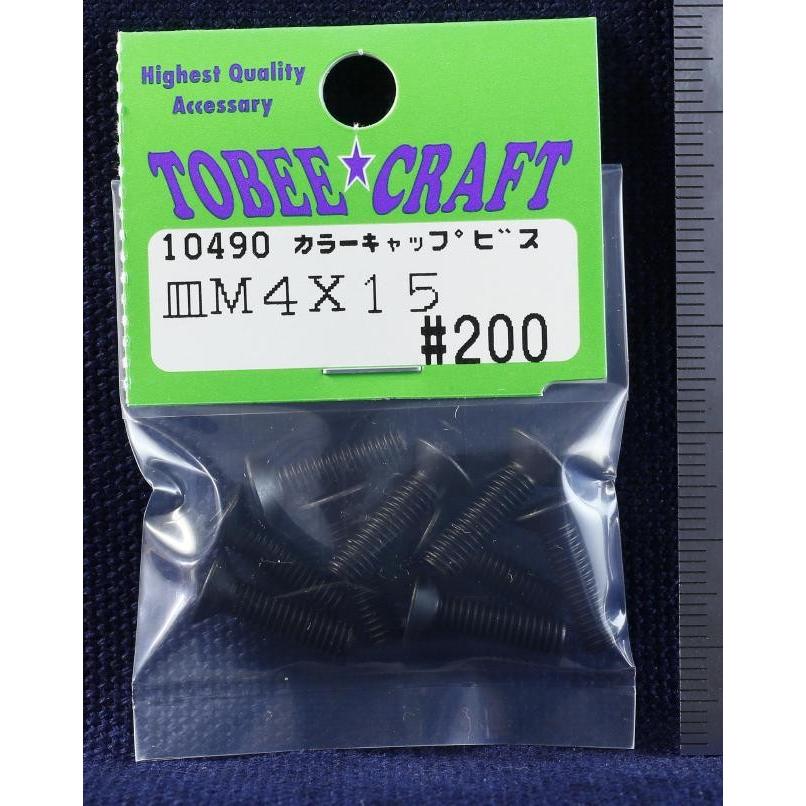 Highest Quality
Accessary
TOBEE★CRAFT
10490 カラーキャップビス
皿M4X15
#200